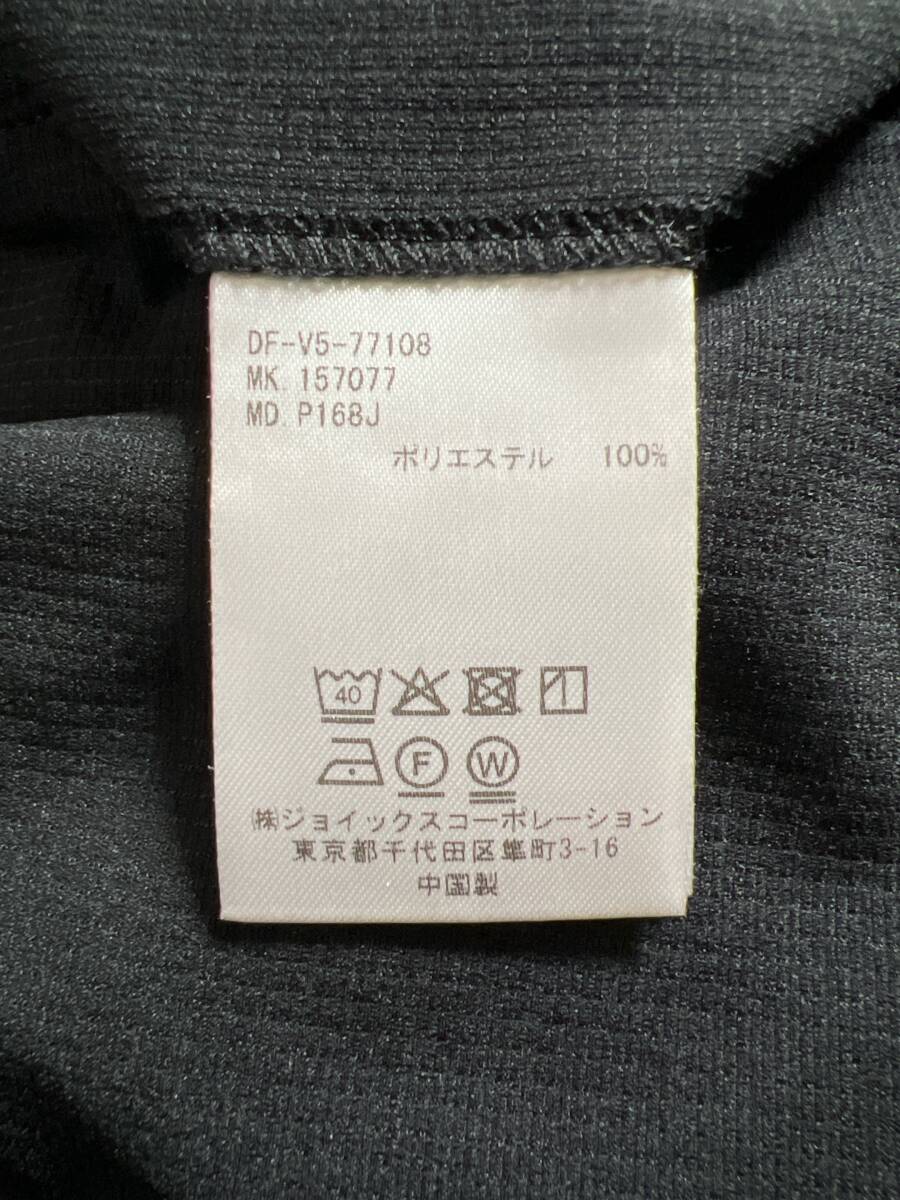 DF-V5-77108
MK. 157077
MD. P168J
ポリエステル 100%
40
F W
㈱ジョイックスコーポレーション
東京都千代田区隼町3-16
中国製